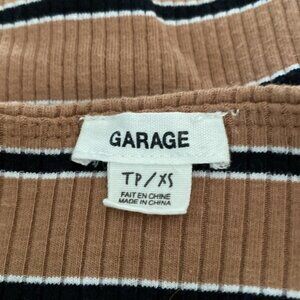 GARAGE
TP/XS
FAIT EN CHINE
MADE IN CHINA